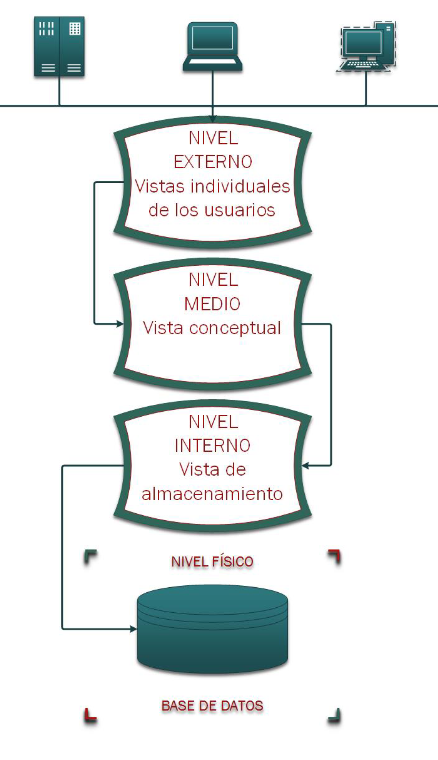 NIVEL
EXTERNO
Vistas individuales
de los usuarios
NIVEL
MEDIO
Vista conceptual
NIVEL
INTERNO
Vista de
almacenamiento
NIVEL FÍSICO
BASE DE DATOS